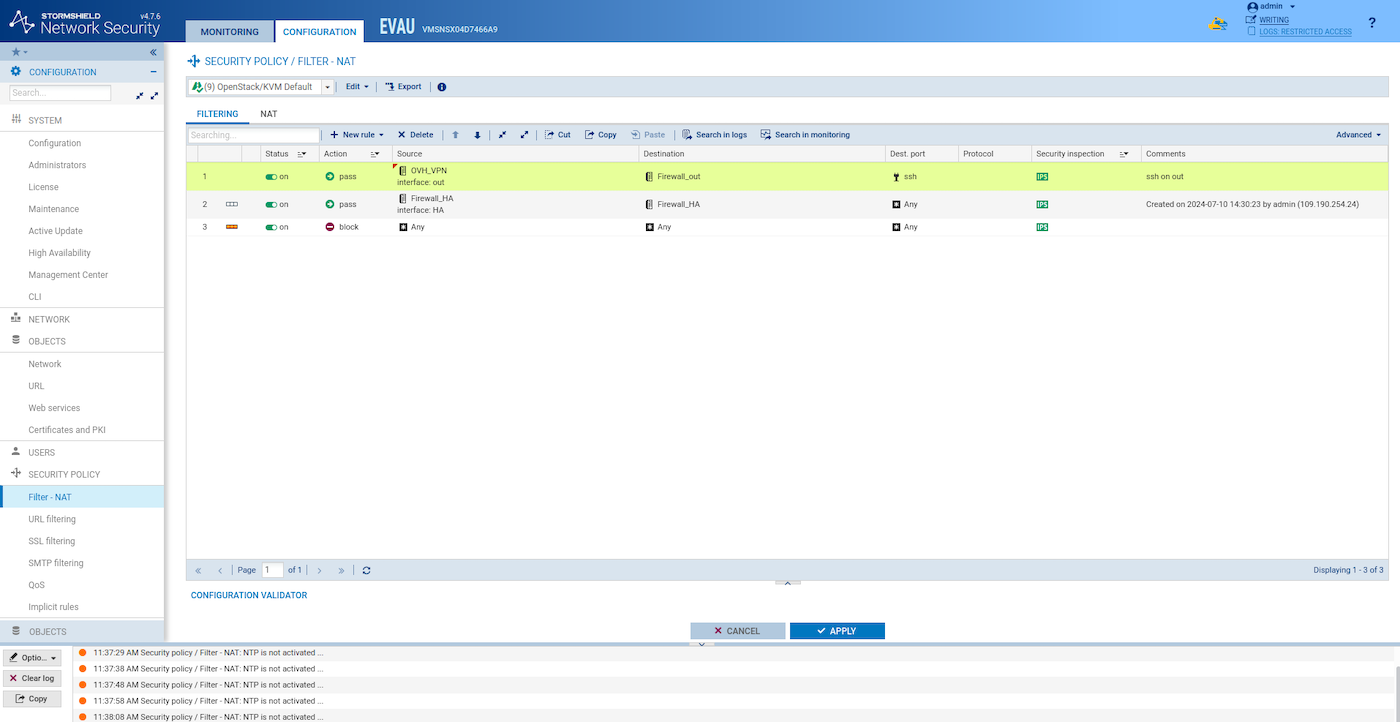 STORMSHIELD v4.7.6
Network Security
MONITORING
CONFIGURATION
EVAU VMSNSX04D7466A9
admin
WRITING
LOGS: RESTRICTED ACCESS
?
CONFIGURATION
Search...
SYSTEM
Configuration
Administrators
License
Maintenance
Active Update
High Availability
Management Center
CLI
NETWORK
OBJECTS
Network
URL
Web services
Certificates and PKI
USERS
SECURITY POLICY
Filter - NAT
URL filtering
SSL filtering
SMTP filtering
QoS
Implicit rules
OBJECTS
SECURITY POLICY / FILTER - NAT
(9) OpenStack/KVM Default Edit Export
FILTERING NAT
Searching... New rule Delete Cut Copy Paste Search in logs Search in monitoring Advanced
Status Action Source Destination Dest. port Protocol Security inspection Comments
1 on pass OVH_VPN Firewall_out ssh IPS ssh on out
interface: out
2 on pass Firewall_HA Firewall_HA Any IPS Created on 2024-07-10 14:30:23 by admin (109.190.254.24)
interface: HA
3 on block Any Any Any IPS
Page 1 of 1 Displaying 1 - 3 of 3
CONFIGURATION VALIDATOR
CANCEL APPLY
Optio...
Clear log
Copy
11:37:29 AM Security policy / Filter - NAT: NTP is not activated ...
11:37:38 AM Security policy / Filter - NAT: NTP is not activated ...
11:37:48 AM Security policy / Filter - NAT: NTP is not activated ...
11:37:58 AM Security policy / Filter - NAT: NTP is not activated ...
11:38:08 AM Security policy / Filter - NAT: NTP is not activated ...